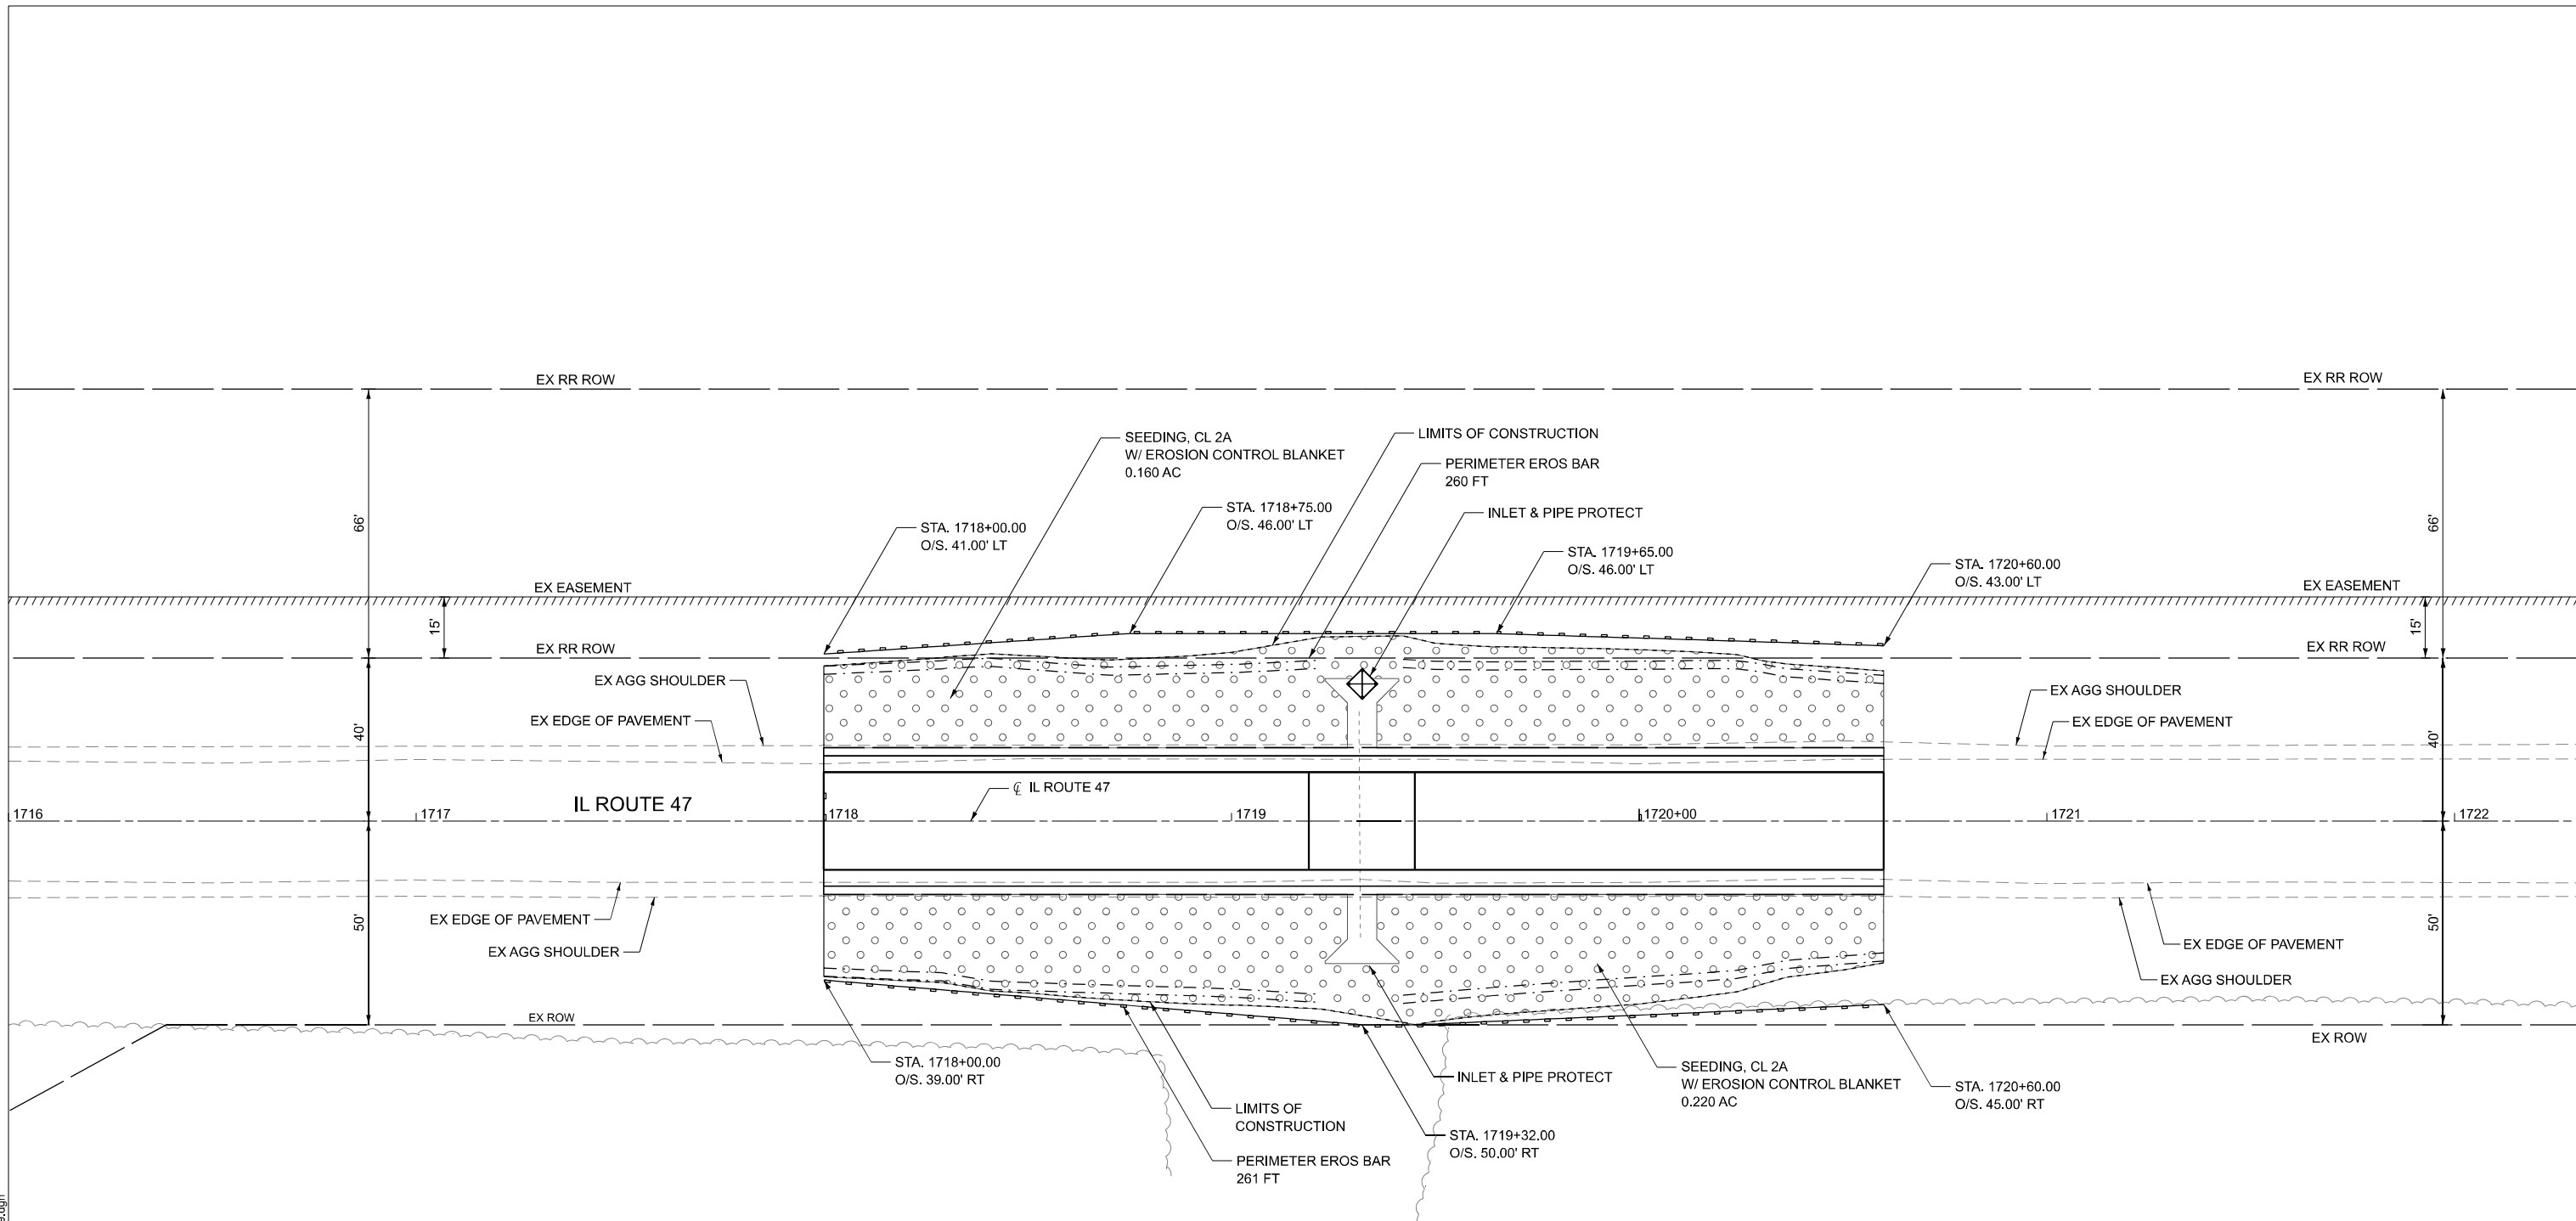 EX RR ROW
EX RR ROW
SEEDING, CL 2A
W/ EROSION CONTROL BLANKET
0.160 AC
LIMITS OF CONSTRUCTION
PERIMETER EROS BAR
260 FT
INLET & PIPE PROTECT
STA. 1718+75.00
O/S. 46.00' LT
STA. 1718+00.00
O/S. 41.00' LT
STA. 1719+65.00
O/S. 46.00' LT
STA. 1720+60.00
O/S. 43.00' LT
66'
66'
EX EASEMENT
EX EASEMENT
15'
15'
EX RR ROW
EX RR ROW
EX AGG SHOULDER
EX EDGE OF PAVEMENT
EX AGG SHOULDER
EX EDGE OF PAVEMENT
40'
40'
IL ROUTE 47
℄ IL ROUTE 47
1716
1717
1718
1719
1720+00
1721
1722
50'
50'
EX EDGE OF PAVEMENT
EX AGG SHOULDER
EX EDGE OF PAVEMENT
EX AGG SHOULDER
EX ROW
EX ROW
STA. 1718+00.00
O/S. 39.00' RT
LIMITS OF
CONSTRUCTION
PERIMETER EROS BAR
261 FT
INLET & PIPE PROTECT
STA. 1719+32.00
O/S. 50.00' RT
SEEDING, CL 2A
W/ EROSION CONTROL BLANKET
0.220 AC
STA. 1720+60.00
O/S. 45.00' RT